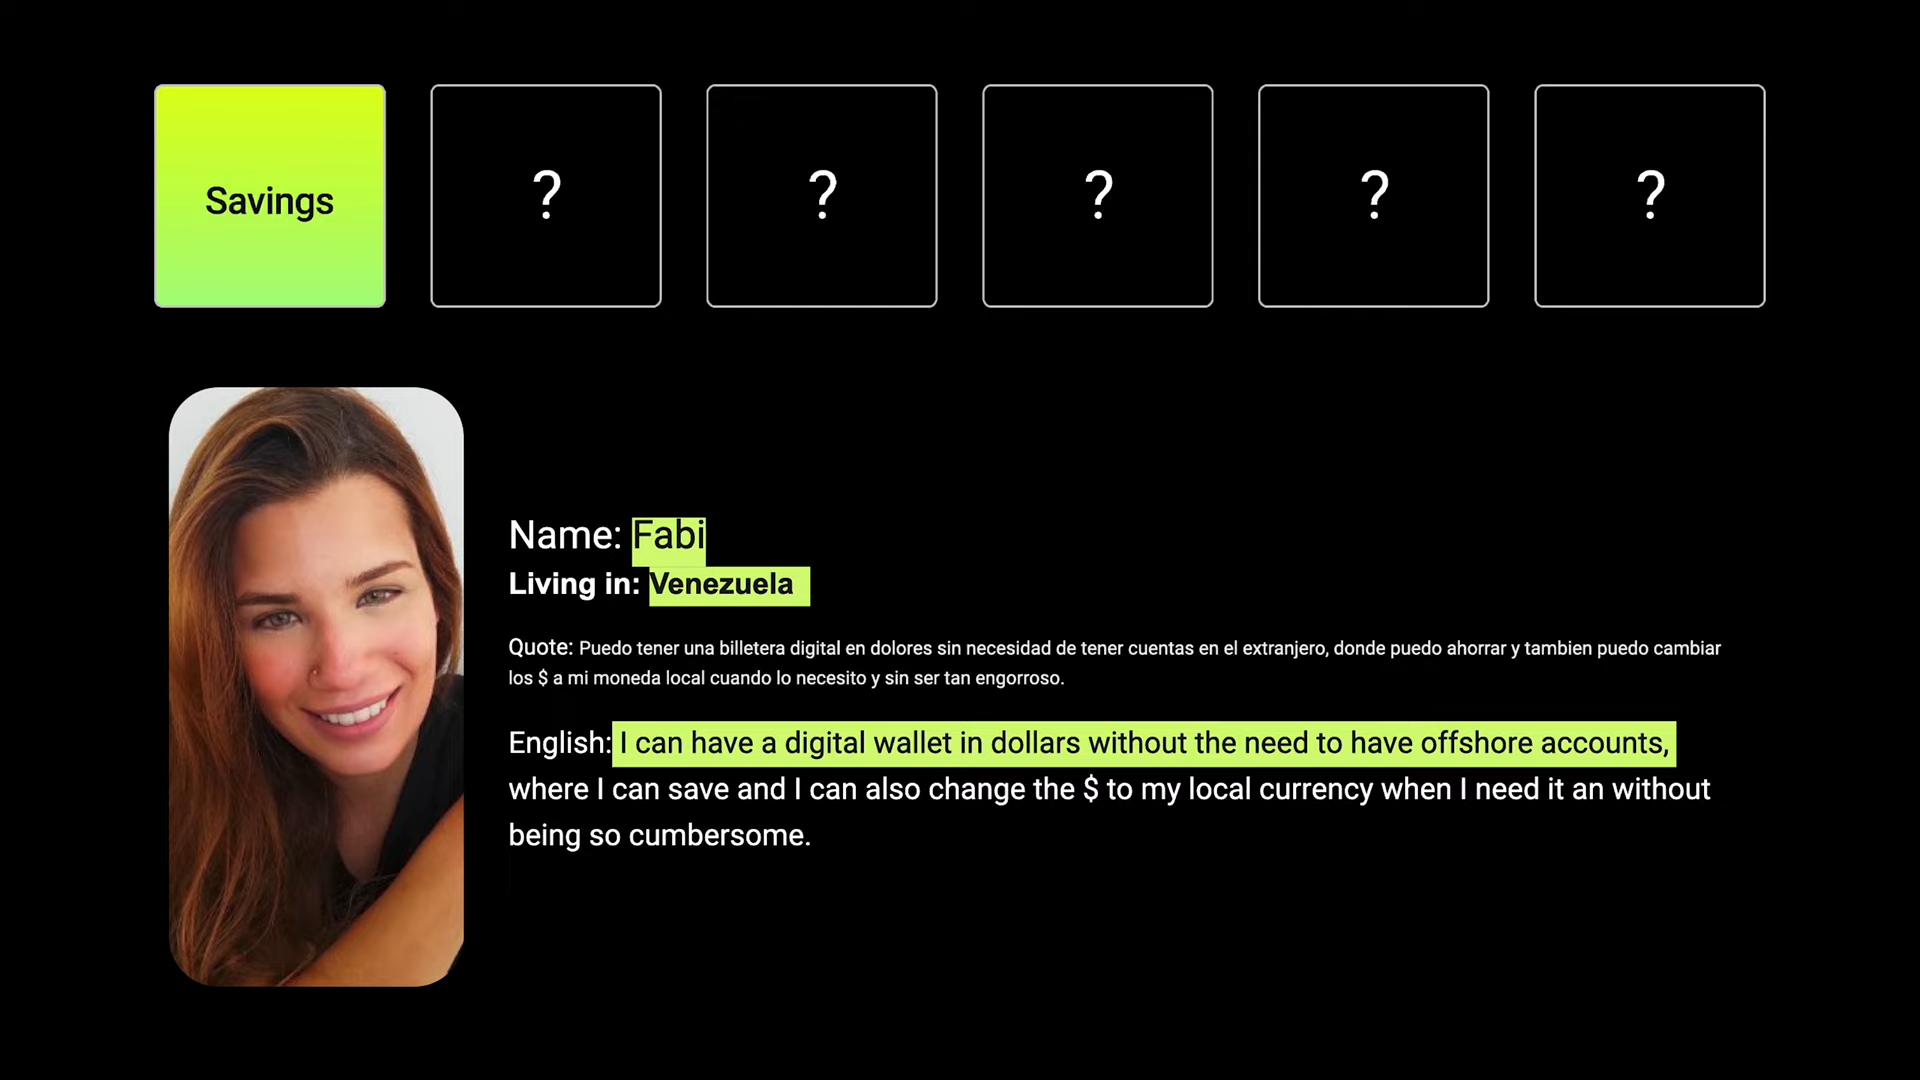 Savings
?
?
?
?
?
Name: Fabi
Living in: Venezuela
Quote: Puedo tener una billetera digital en dolores sin necesidad de tener cuentas en el extranjero, donde puedo ahorrar y tambien puedo cambiar
los $ a mi moneda local cuando lo necesito y sin ser tan engorroso.
English: I can have a digital wallet in dollars without the need to have offshore accounts,
where I can save and I can also change the $ to my local currency when I need it an without
being so cumbersome.